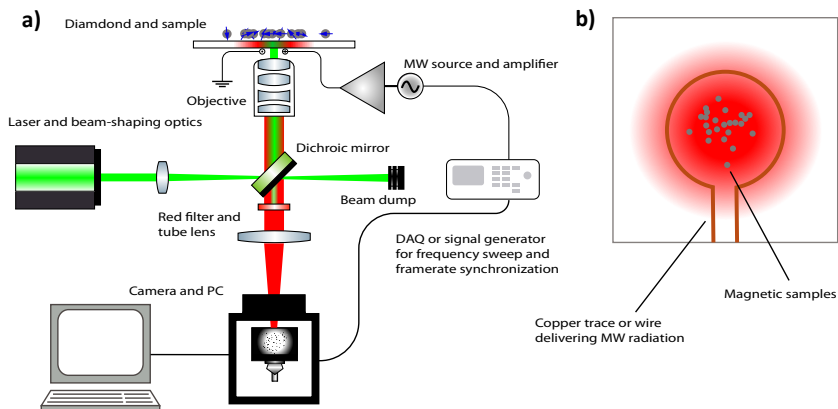 a)
Diamdond and sample
MW source and amplifier
Objective
Laser and beam-shaping optics
Dichroic mirror
Beam dump
Red filter and
tube lens
DAQ or signal generator
for frequency sweep and
framerate synchronization
Camera and PC
b)
Magnetic samples
Copper trace or wire
delivering MW radiation